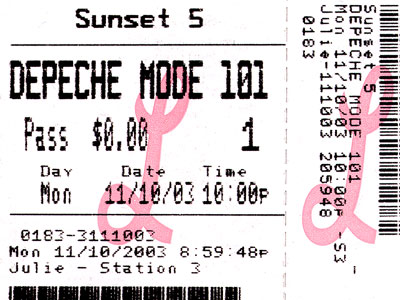 Sunset 5
DEPECHE MODE 101
Pass $0.00 1
Day Date Time
Mon 11/10/03 10:00P
0183-3111003
Mon 11/10/2003 8:59:48P
Julie - Station 3
Sunset 5
DEPECHE MODE 101
Mon 11/10/03 10:00P -S3-
Julie-111003 205948
0183